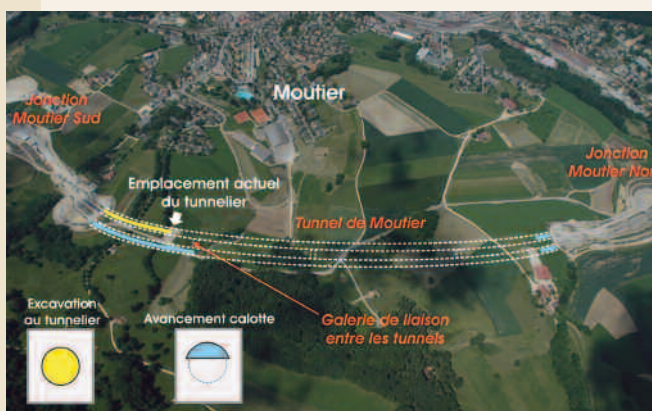 Jonction
Moutier Sud
Moutier
Jonction
Moutier Nord
Emplacement actuel
du tunnelier
Tunnel de Moutier
Excavation
au tunnelier
Avancement calotte
Galerie de liaison
entre les tunnels